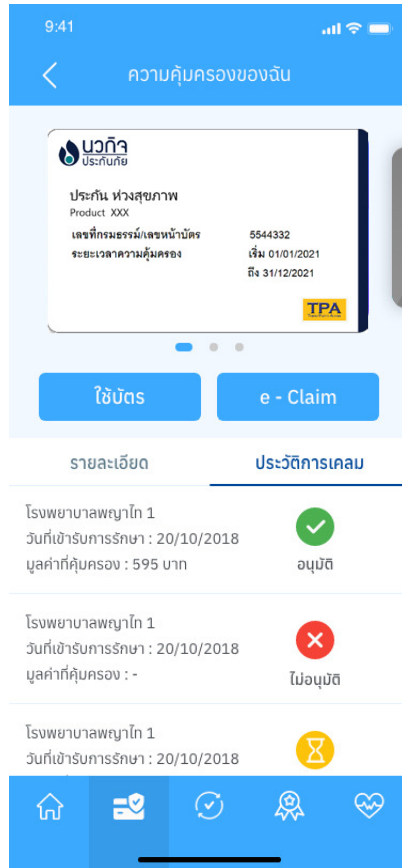 9:41
ความคุ้มครองของฉัน
นวกิจ
ประกันภัย
ประกัน ห่วงสุขภาพ
Product XXX
เลขที่กรมธรรม์/เลขหน้าบัตร 5544332
ระยะเวลาความคุ้มครอง เริ่ม 01/01/2021
ถึง 31/12/2021
TPA
ใช้บัตร e - Claim
รายละเอียด ประวัติการเคลม
โรงพยาบาลพญาไท 1
วันที่เข้ารับการรักษา : 20/10/2018
มูลค่าที่คุ้มครอง : 595 บาท
อนุมัติ
โรงพยาบาลพญาไท 1
วันที่เข้ารับการรักษา : 20/10/2018
มูลค่าที่คุ้มครอง : -
ไม่อนุมัติ
โรงพยาบาลพญาไท 1
วันที่เข้ารับการรักษา : 20/10/2018